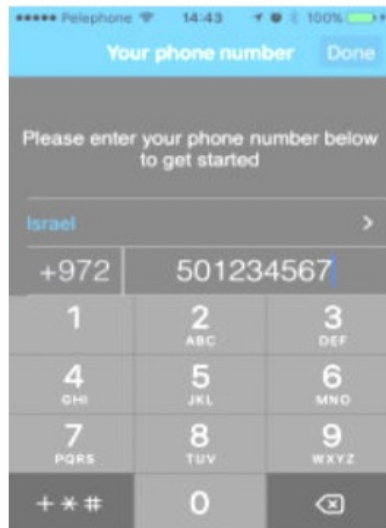 Pelephone 14:43 100%
Your phone number Done
Please enter your phone number below
to get started
Israel
+972 501234567
1 2 3
ABC DEF
4 5 6
GHI JKL MNO
7 8 9
PQRS TUV WXYZ
+*# 0